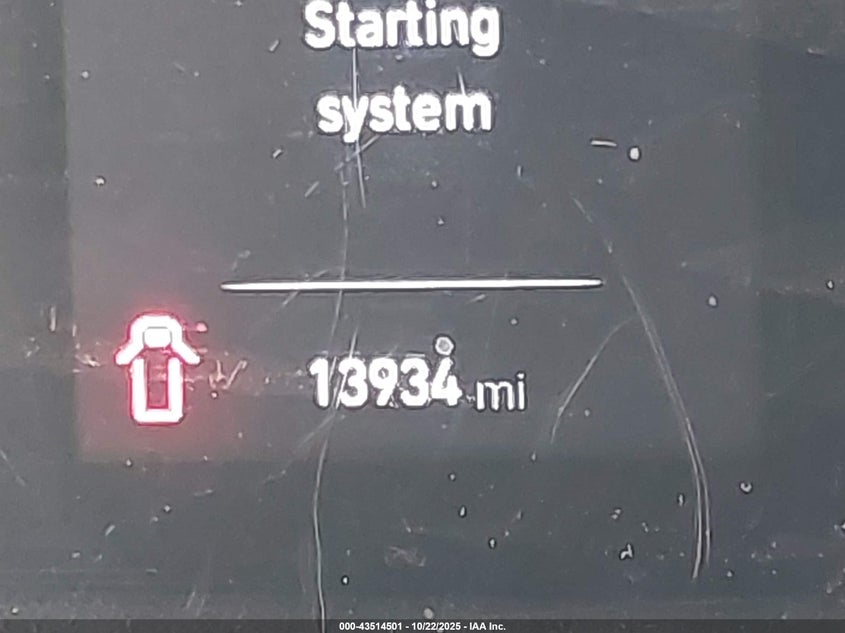 Starting
system
13934 mi
000-43514501 - 10/22/2025 - IAA Inc.